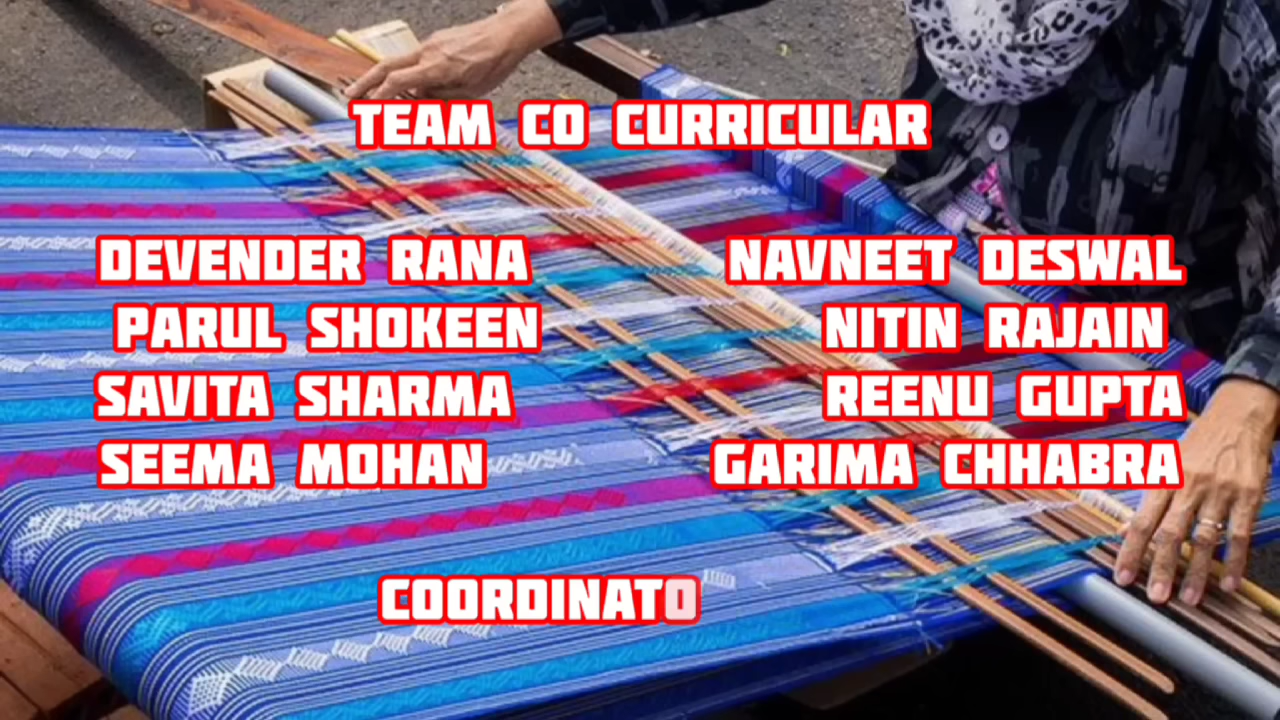 TEAM CO CURRICULAR
DEVENDER RANA NAVNEET DESWAL
PARUL SHOKEEN NITIN RAJAIN
SAVITA SHARMA REENU GUPTA
SEEMA MOHAN GARIMA CHHABRA
COORDINATO